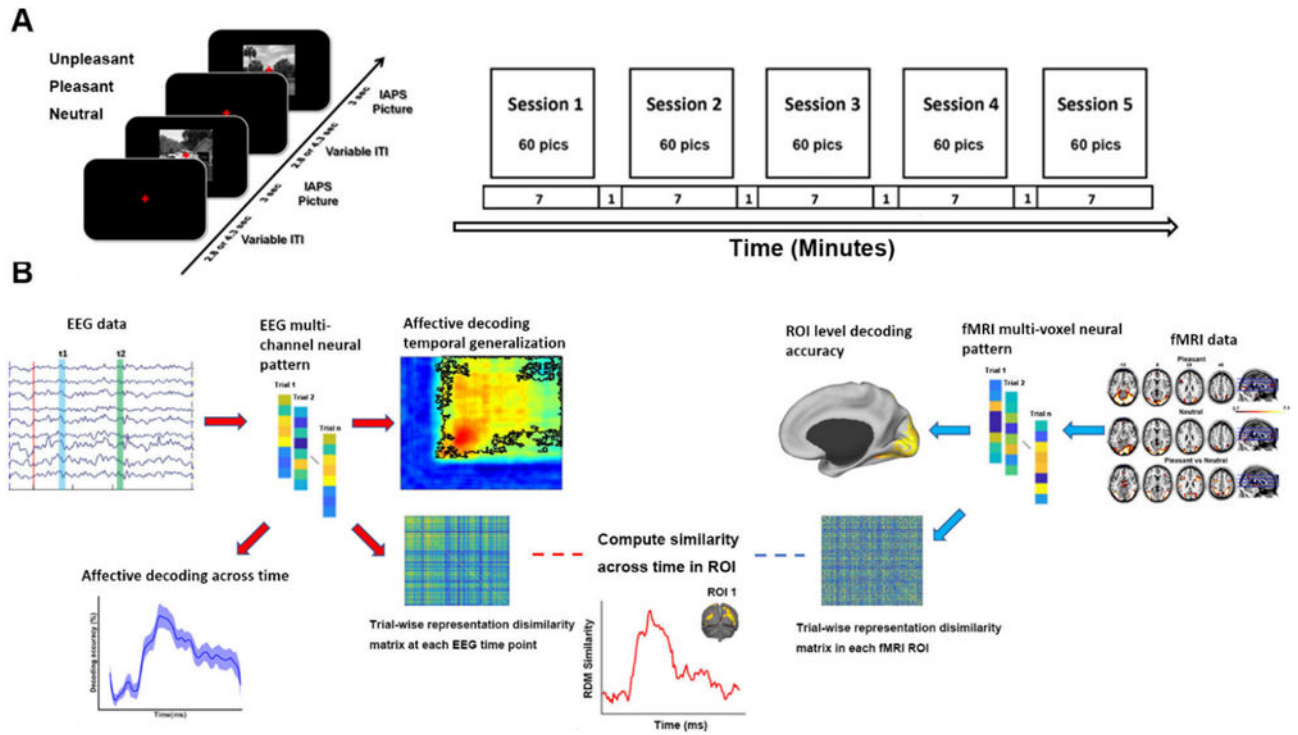 A
Unpleasant
Pleasant
Neutral
2.8 or 4.3 sec
Variable ITI
3 sec
IAPS
Picture
2.8 or 4.3 sec
Variable ITI
3 sec
IAPS
Picture
Session 1
60 pics
Session 2
60 pics
Session 3
60 pics
Session 4
60 pics
Session 5
60 pics
7 1 7 1 7 1 7 1 7
Time (Minutes)
B
EEG data
t1 t2
EEG multi-
channel neural
pattern
Trial 1
Trial 2
Trial n
Affective decoding
temporal generalization
ROI level decoding
accuracy
fMRI multi-voxel neural
pattern
Trial 1
Trial 2
Trial n
fMRI data
Pleasant
Neutral
Pleasant vs Neutral
Affective decoding across time
Decoding accuracy (%)
Time(ms)
Trial-wise representation disimilarity
matrix at each EEG time point
Compute similarity
across time in ROI
ROI 1
RDM Similarity
Time (ms)
Trial-wise representation disimilarity
matrix in each fMRI ROI